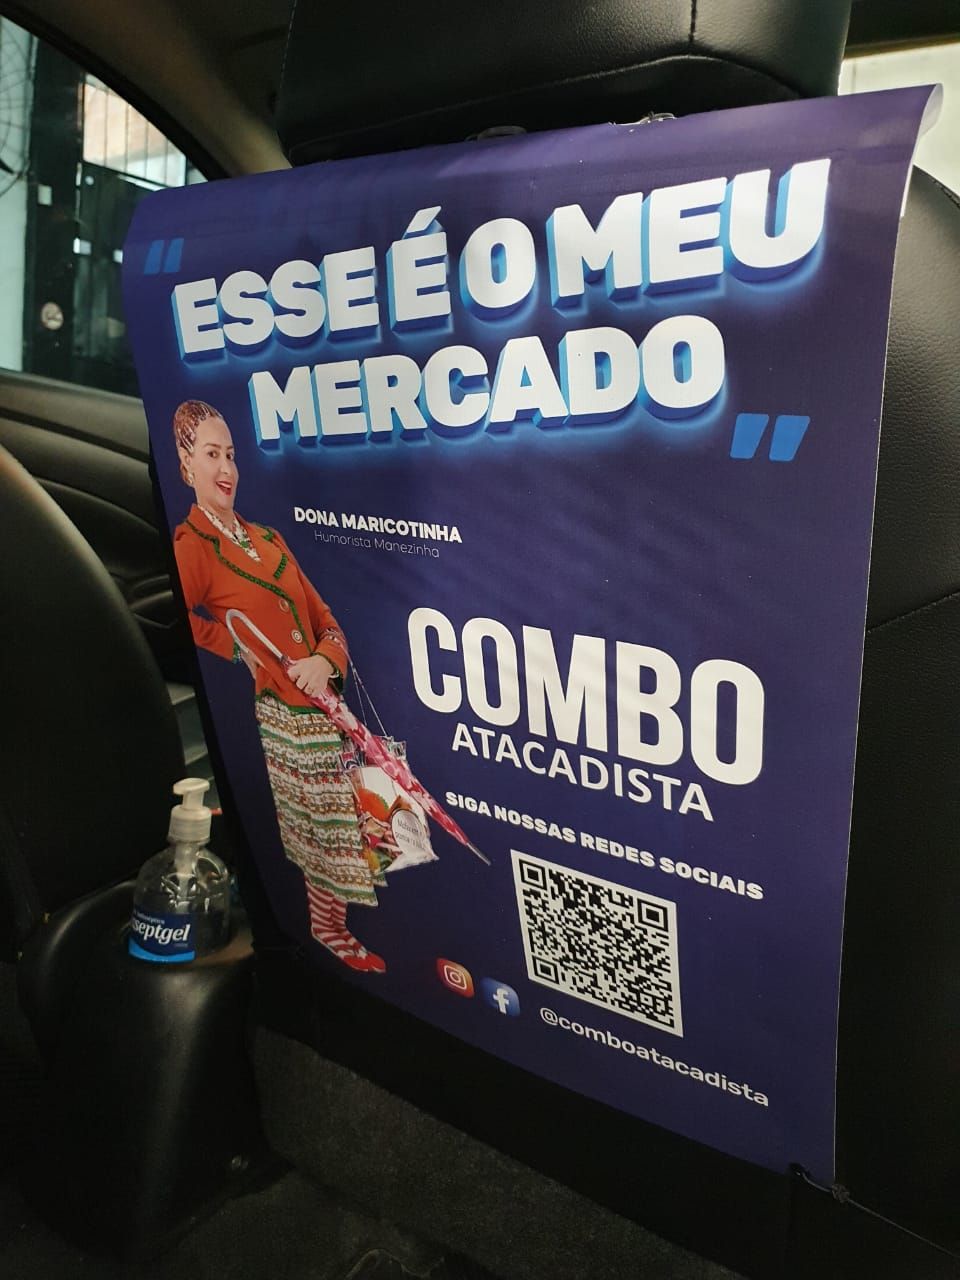 "ESSE É O MEU
MERCADO"
DONA MARICOTINHA
Humorista Manezinha
COMBO
ATACADISTA
SIGA NOSSAS REDES SOCIAIS
@comboatacadista
septgel